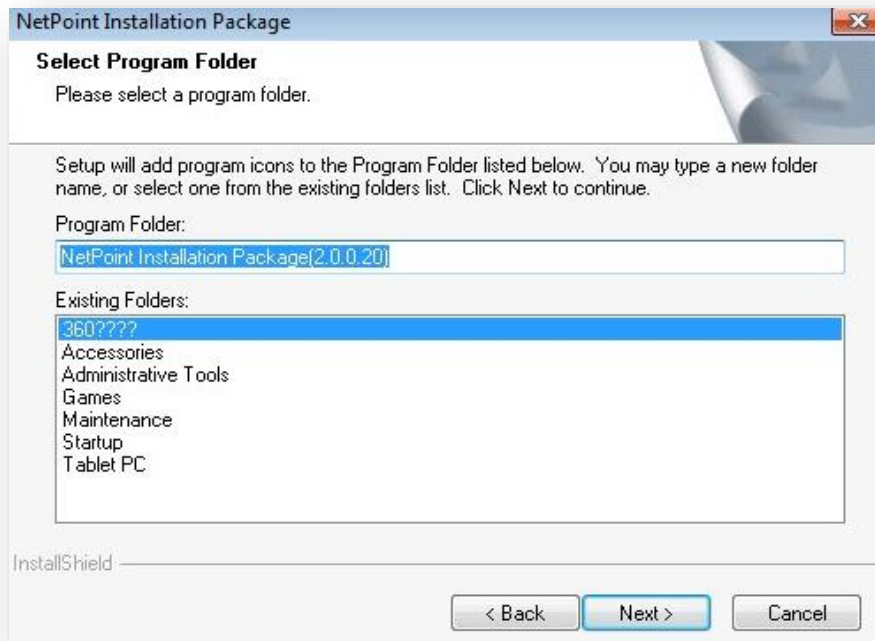 NetPoint Installation Package
Select Program Folder
Please select a program folder.
Setup will add program icons to the Program Folder listed below. You may type a new folder
name, or select one from the existing folders list. Click Next to continue.
Program Folder:
NetPoint Installation Package(2.0.0.20)
Existing Folders:
360????
Accessories
Administrative Tools
Games
Maintenance
Startup
Tablet PC
InstallShield
< Back
Next >
Cancel